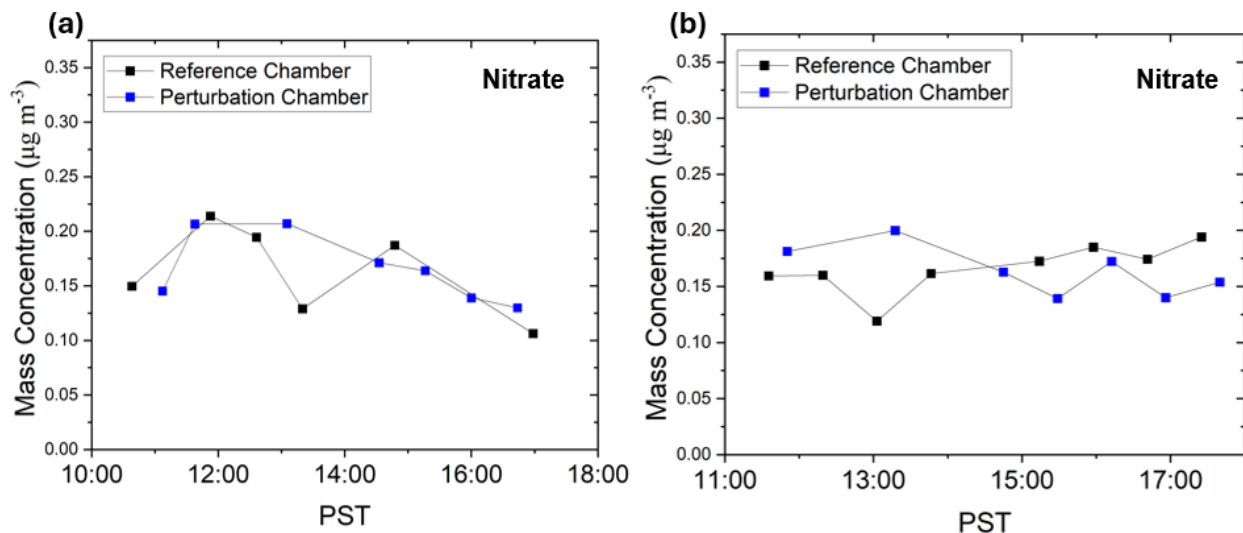 (a)
Reference Chamber
Perturbation Chamber
Nitrate
Mass Concentration (µg m⁻³)
0.35
0.30
0.25
0.20
0.15
0.10
0.05
0.00
10:00 12:00 14:00 16:00 18:00
PST
(b)
Reference Chamber
Perturbation Chamber
Nitrate
Mass Concentration (µg m⁻³)
0.35
0.30
0.25
0.20
0.15
0.10
0.05
0.00
11:00 13:00 15:00 17:00
PST